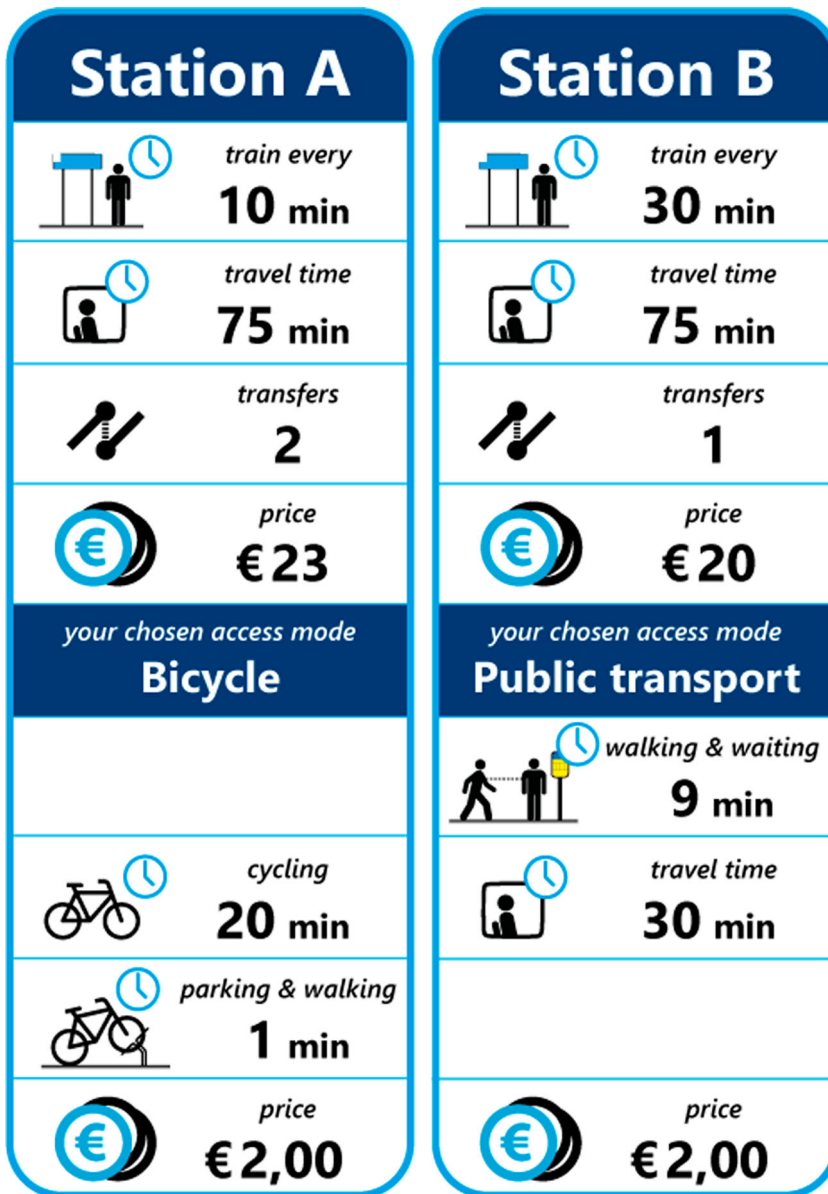 Station A
train every
10 min
travel time
75 min
transfers
2
price
€ 23
your chosen access mode
Bicycle
cycling
20 min
parking & walking
1 min
price
€ 2,00
Station B
train every
30 min
travel time
75 min
transfers
1
price
€ 20
your chosen access mode
Public transport
walking & waiting
9 min
travel time
30 min
price
€ 2,00